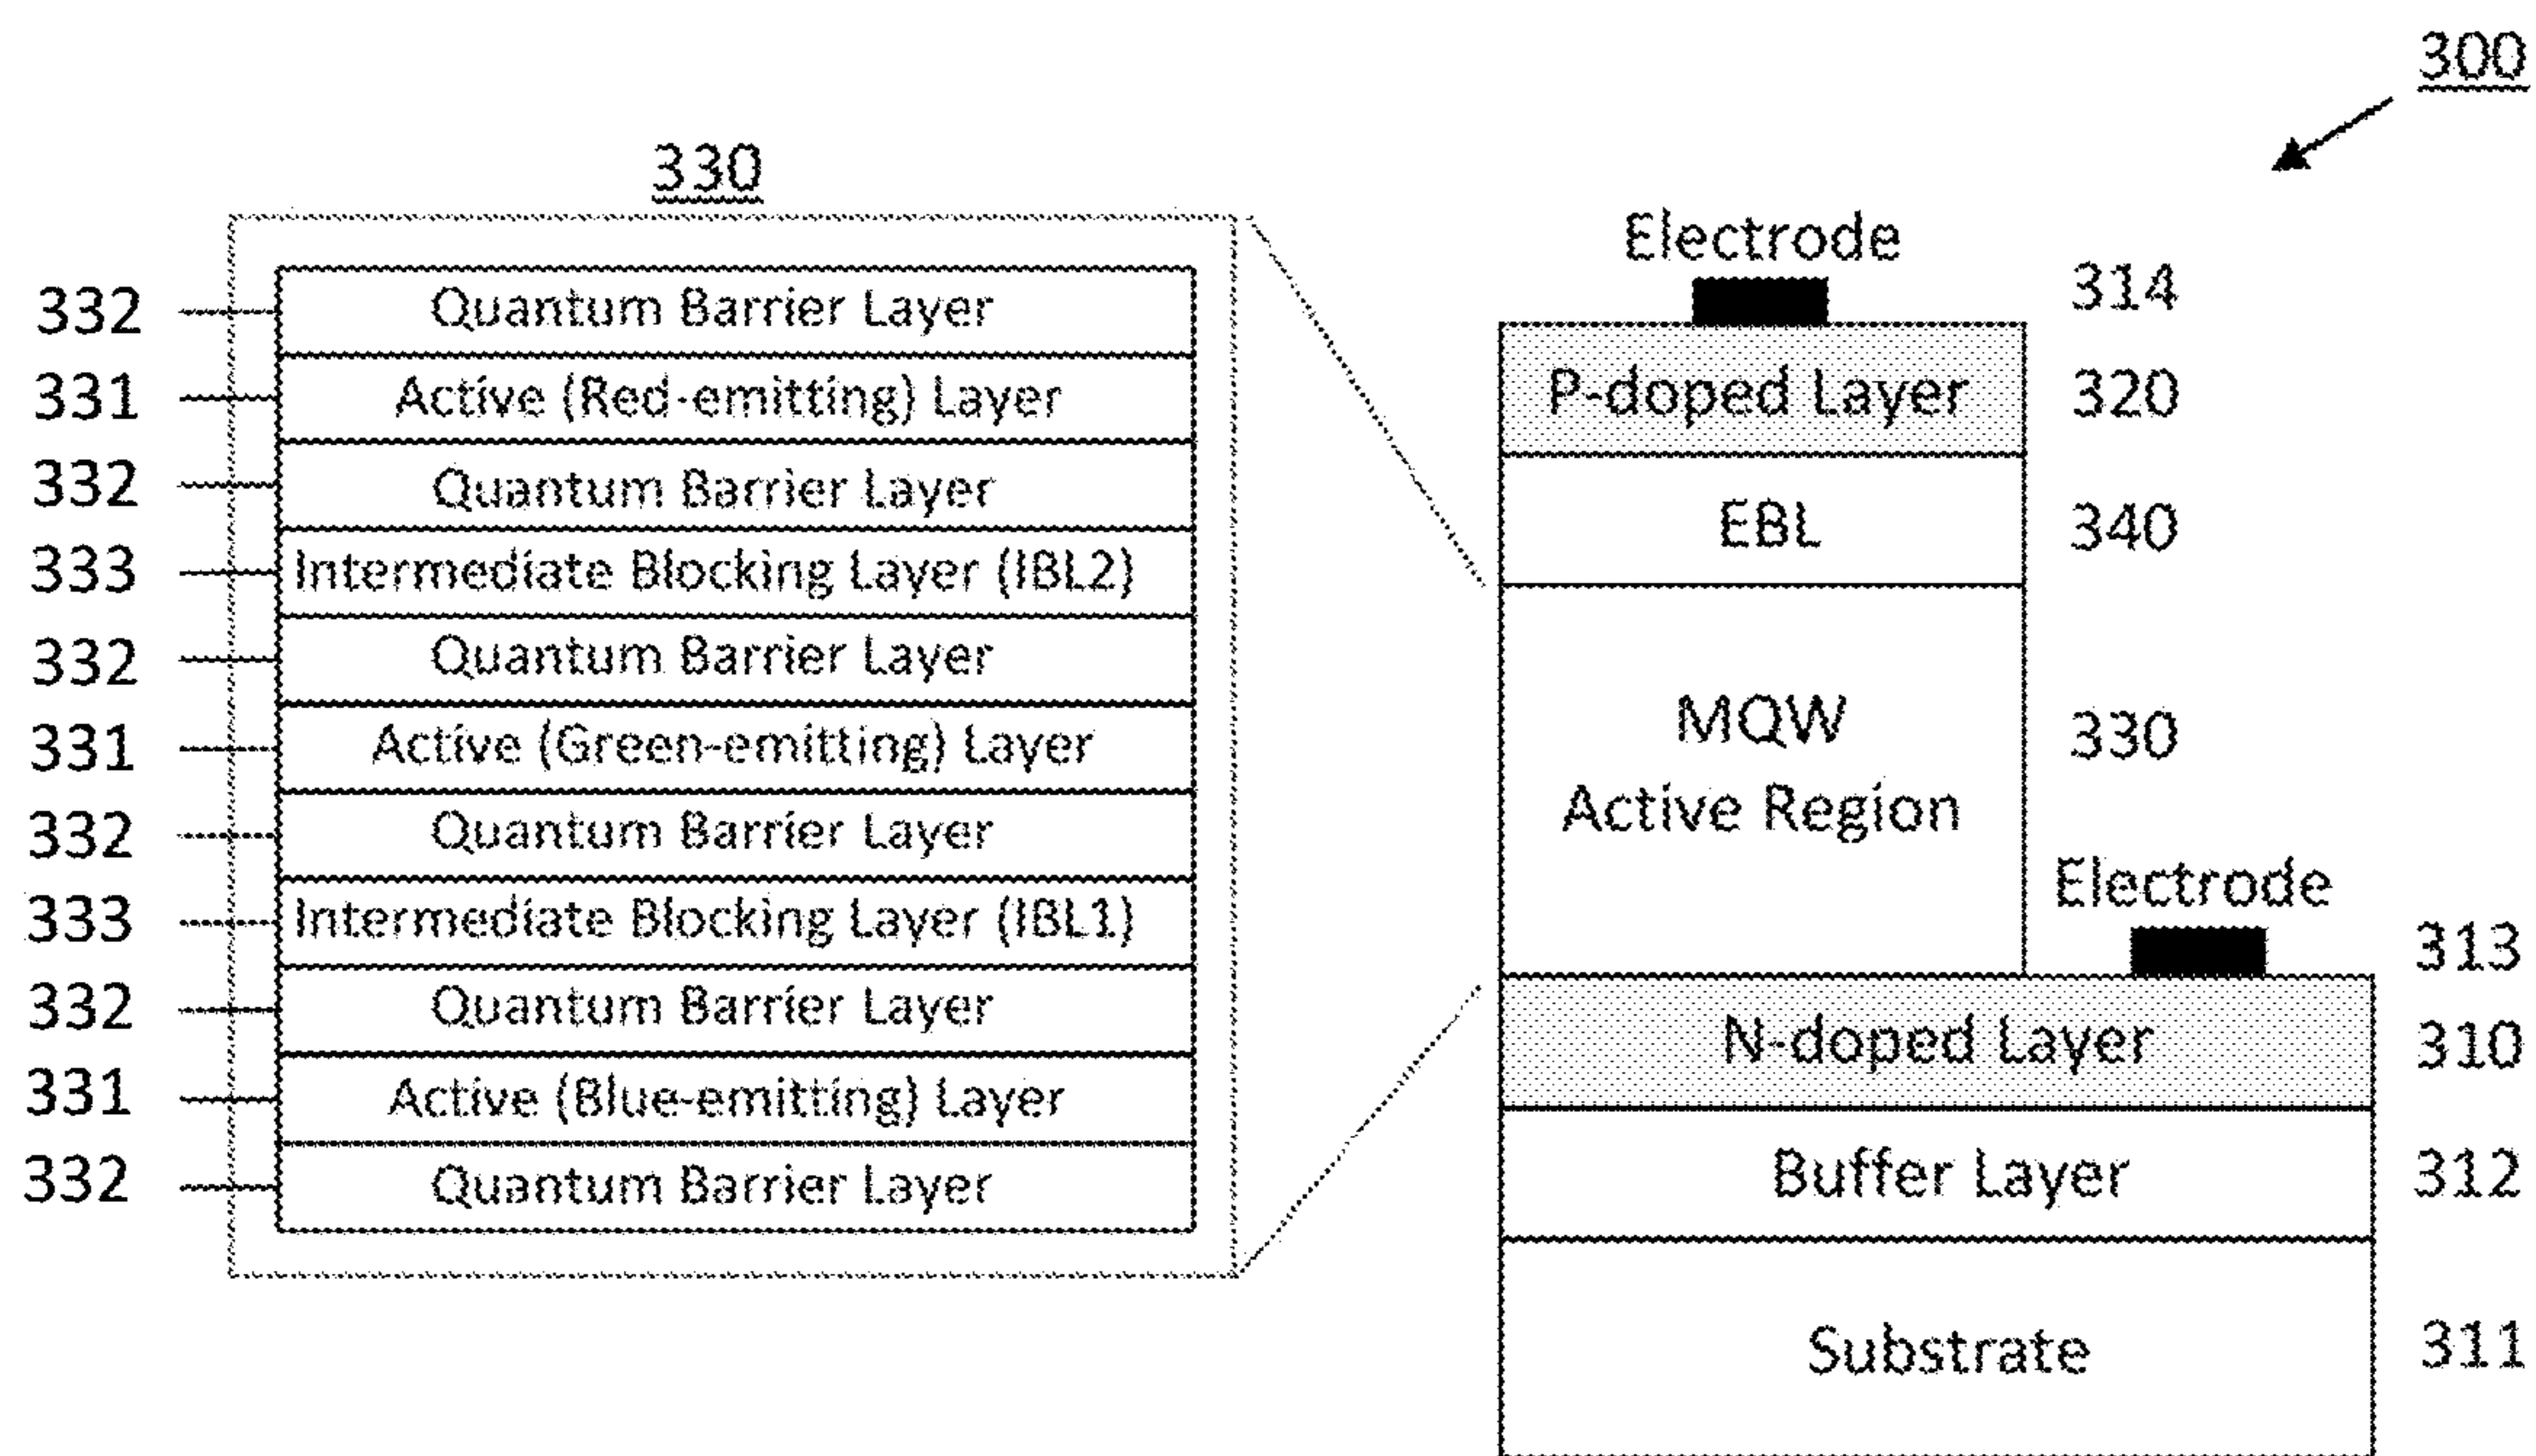 300
330
332 Quantum Barrier Layer
331 Active (Red-emitting) Layer
332 Quantum Barrier Layer
333 Intermediate Blocking Layer (IBL2)
332 Quantum Barrier Layer
331 Active (Green-emitting) Layer
332 Quantum Barrier Layer
333 Intermediate Blocking Layer (IBL1)
332 Quantum Barrier Layer
331 Active (Blue-emitting) Layer
332 Quantum Barrier Layer
Electrode
314
P-doped Layer 320
EBL 340
MQW
Active Region
330
Electrode
313
N-doped Layer 310
Buffer Layer 312
Substrate 311